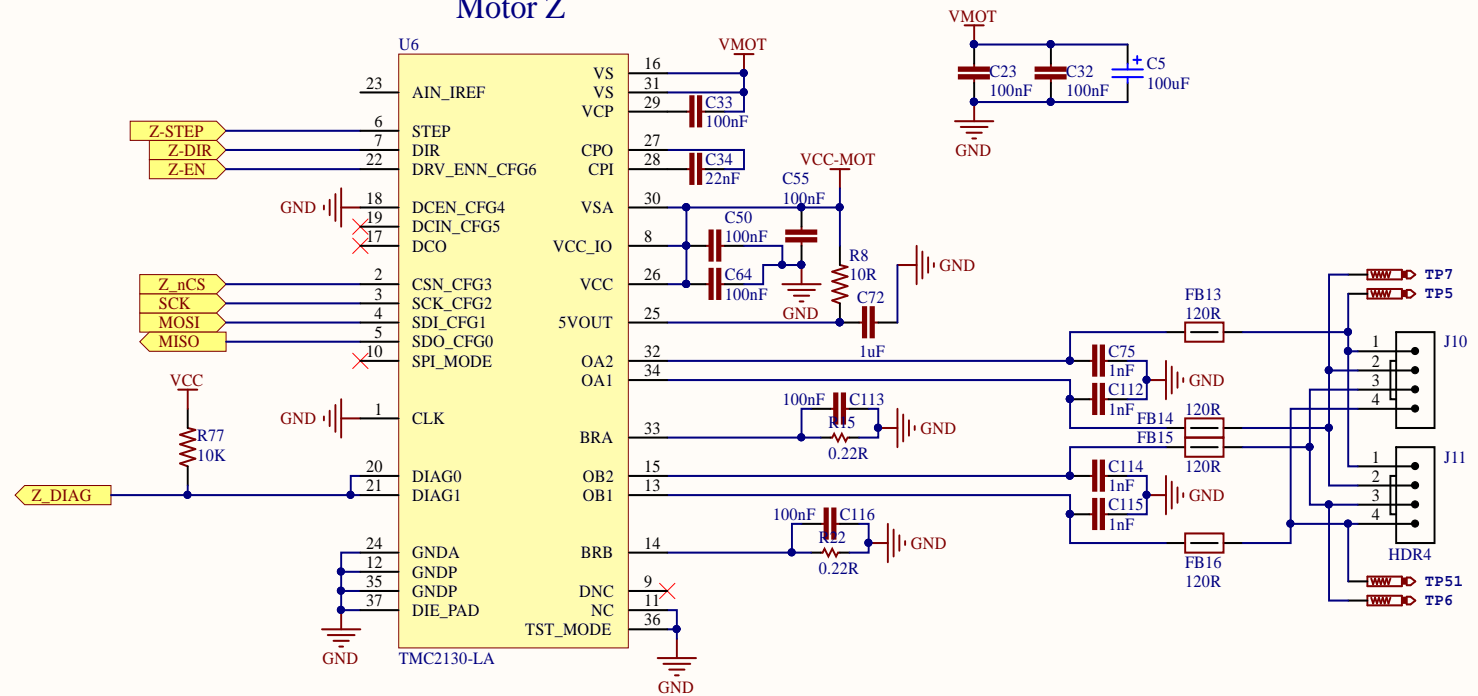 Motor Z
U6
VMOT
VMOT
16
VS
31
VS
29
VCP
C33
100nF
C23
100nF
C32
100nF
C5
100uF
GND
23
AIN_IREF
Z-STEP
6
STEP
Z-DIR
7
DIR
Z-EN
22
DRV_ENN_CFG6
27
CPO
28
CPI
C34
22nF
VCC-MOT
C55
100nF
GND
18
DCEN_CFG4
19
DCIN_CFG5
17
DCO
30
VSA
C50
100nF
8
VCC_IO
R8
10R
GND
Z_nCS
2
CSN_CFG3
SCK
3
SCK_CFG2
MOSI
4
SDI_CFG1
MISO
5
SDO_CFG0
10
SPI_MODE
26
VCC
C64
100nF
GND
C72
1uF
25
5VOUT
TP7
TP5
FB13
120R
32
OA2
34
OA1
C75
1nF
C112
1nF
GND
J10
1
2
3
4
VCC
GND
1
CLK
R77
10K
100nF
C113
R15
0.22R
GND
33
BRA
120R
FB14
FB15
120R
Z_DIAG
20
DIAG0
21
DIAG1
15
OB2
13
OB1
C114
1nF
C115
1nF
GND
J11
1
2
3
4
HDR4
100nF
C116
R22
0.22R
GND
14
BRB
FB16
120R
24
GNDA
12
GNDP
35
GNDP
37
DIE_PAD
GND
9
DNC
11
NC
36
TST_MODE
GND
TP51
TP6
TMC2130-LA